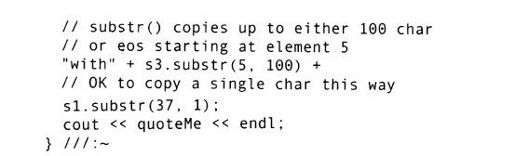 // substr() copies up to either 100 char
// or eos starting at element 5
"with" + s3.substr(5, 100) +
// OK to copy a single char this way
s1.substr(37, 1);
cout << quoteMe << endl;
} ///:~